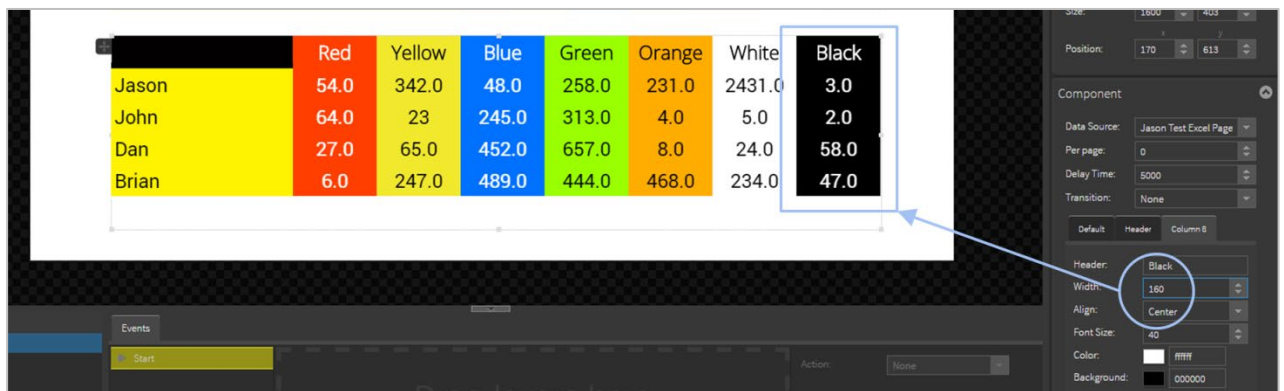 Size: 1600 403
x y
Position: 170 613
Red Yellow Blue Green Orange White Black
Jason 54.0 342.0 48.0 258.0 231.0 2431.0 3.0
John 64.0 23 245.0 313.0 4.0 5.0 2.0
Dan 27.0 65.0 452.0 657.0 8.0 24.0 58.0
Brian 6.0 247.0 489.0 444.0 468.0 234.0 47.0
Component
Data Source: Jason Test Excel Page
Per page: 0
Delay Time: 5000
Transition: None
Default Header Column 8
Header: Black
Width: 160
Align: Center
Font Size: 40
Color: ffffff
Background: 000000
Events
Start
Action: None